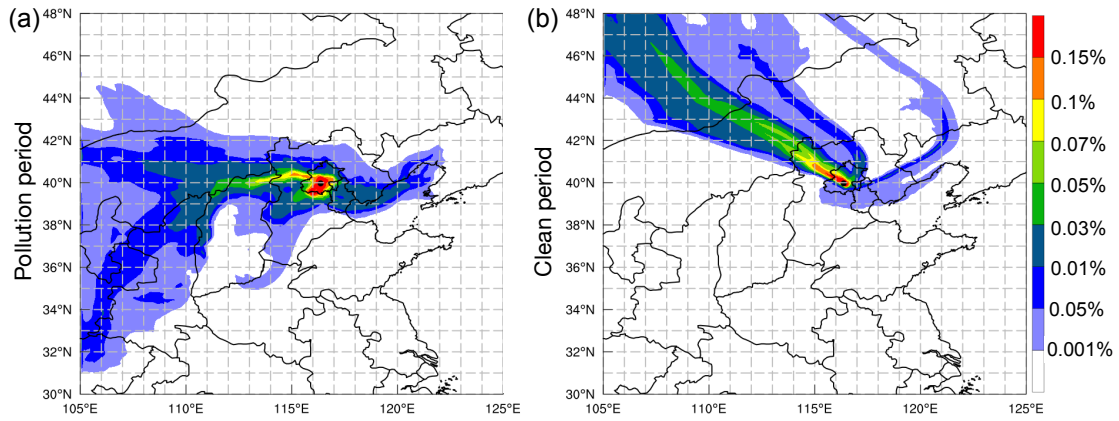 (a)
Pollution period
48°N
46°N
44°N
42°N
40°N
38°N
36°N
34°N
32°N
30°N
105°E
110°E
115°E
120°E
125°E
(b)
Clean period
48°N
46°N
44°N
42°N
40°N
38°N
36°N
34°N
32°N
30°N
105°E
110°E
115°E
120°E
125°E
0.15%
0.1%
0.07%
0.05%
0.03%
0.01%
0.05%
0.001%